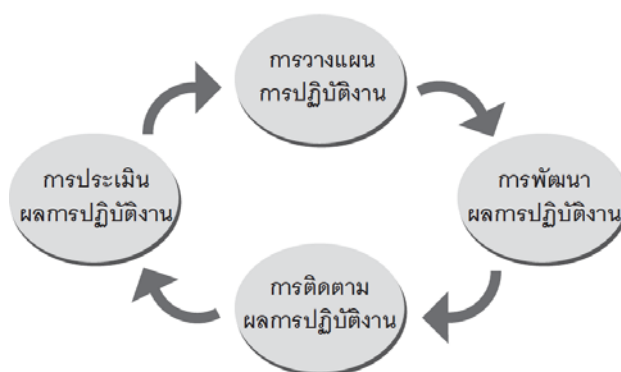 การวางแผน
การปฏิบัติงาน
การพัฒนา
ผลการปฏิบัติงาน
การติดตาม
ผลการปฏิบัติงาน
การประเมิน
ผลการปฏิบัติงาน